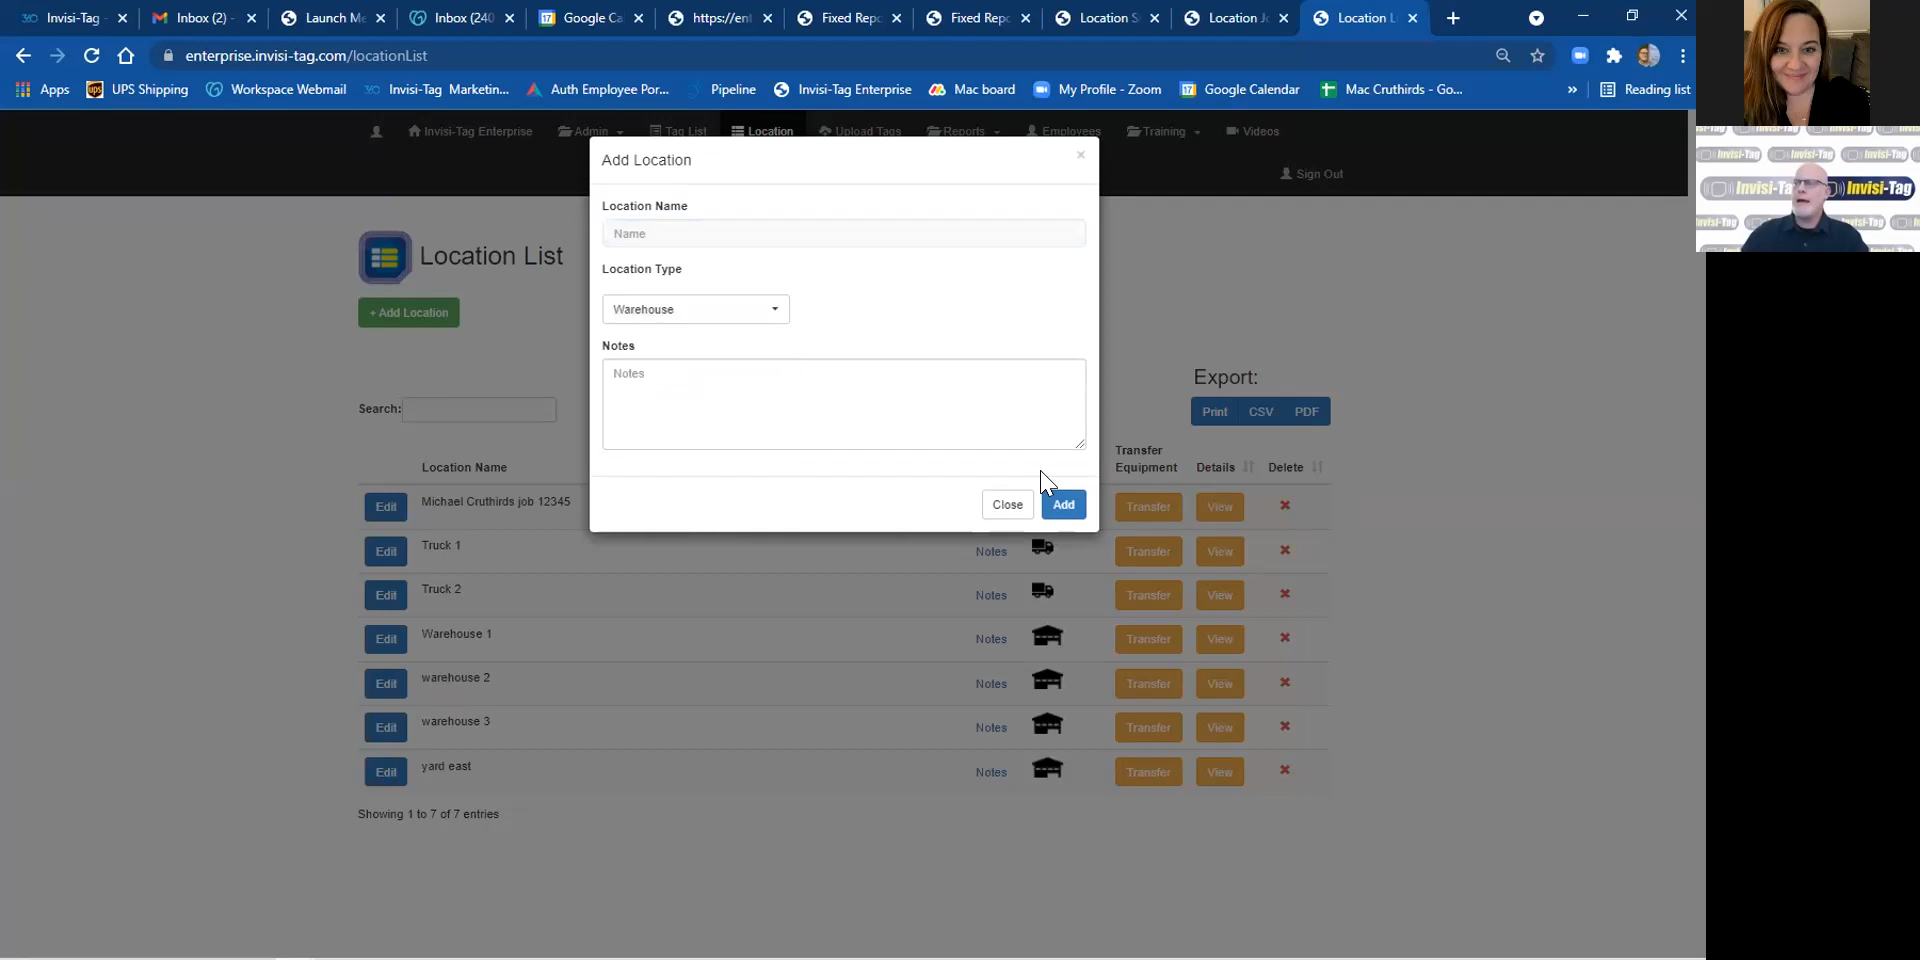 Invisi-Tag
Inbox (2) -
Launch Me
Inbox (240
Google Ca
https://ent
Fixed Repo
Fixed Repo
Location S
Location Jo
Location L
enterprise.invisi-tag.com/locationList
Apps
UPS Shipping
Workspace Webmail
Invisi-Tag Marketin...
Auth Employee Por...
Pipeline
Invisi-Tag Enterprise
Mac board
My Profile - Zoom
Google Calendar
Mac Cruthirds - Go...
» Reading list
Invisi-Tag Enterprise
Admin
Tag List
Location
Upload Tags
Reports
Employees
Training
Videos
Sign Out
Add Location ×
Location Name
Name
Location Type
Warehouse
Notes
Notes
Close Add
Location List
+ Add Location
Export:
Search:
Print CSV PDF
Location Name Transfer Equipment Details Delete
Edit Michael Cruthirds job 12345 Transfer View
Edit Truck 1 Notes Transfer View
Edit Truck 2 Notes Transfer View
Edit Warehouse 1 Notes Transfer View
Edit warehouse 2 Notes Transfer View
Edit warehouse 3 Notes Transfer View
Edit yard east Notes Transfer View
Showing 1 to 7 of 7 entries
Invisi-Tag
Invisi-Tag